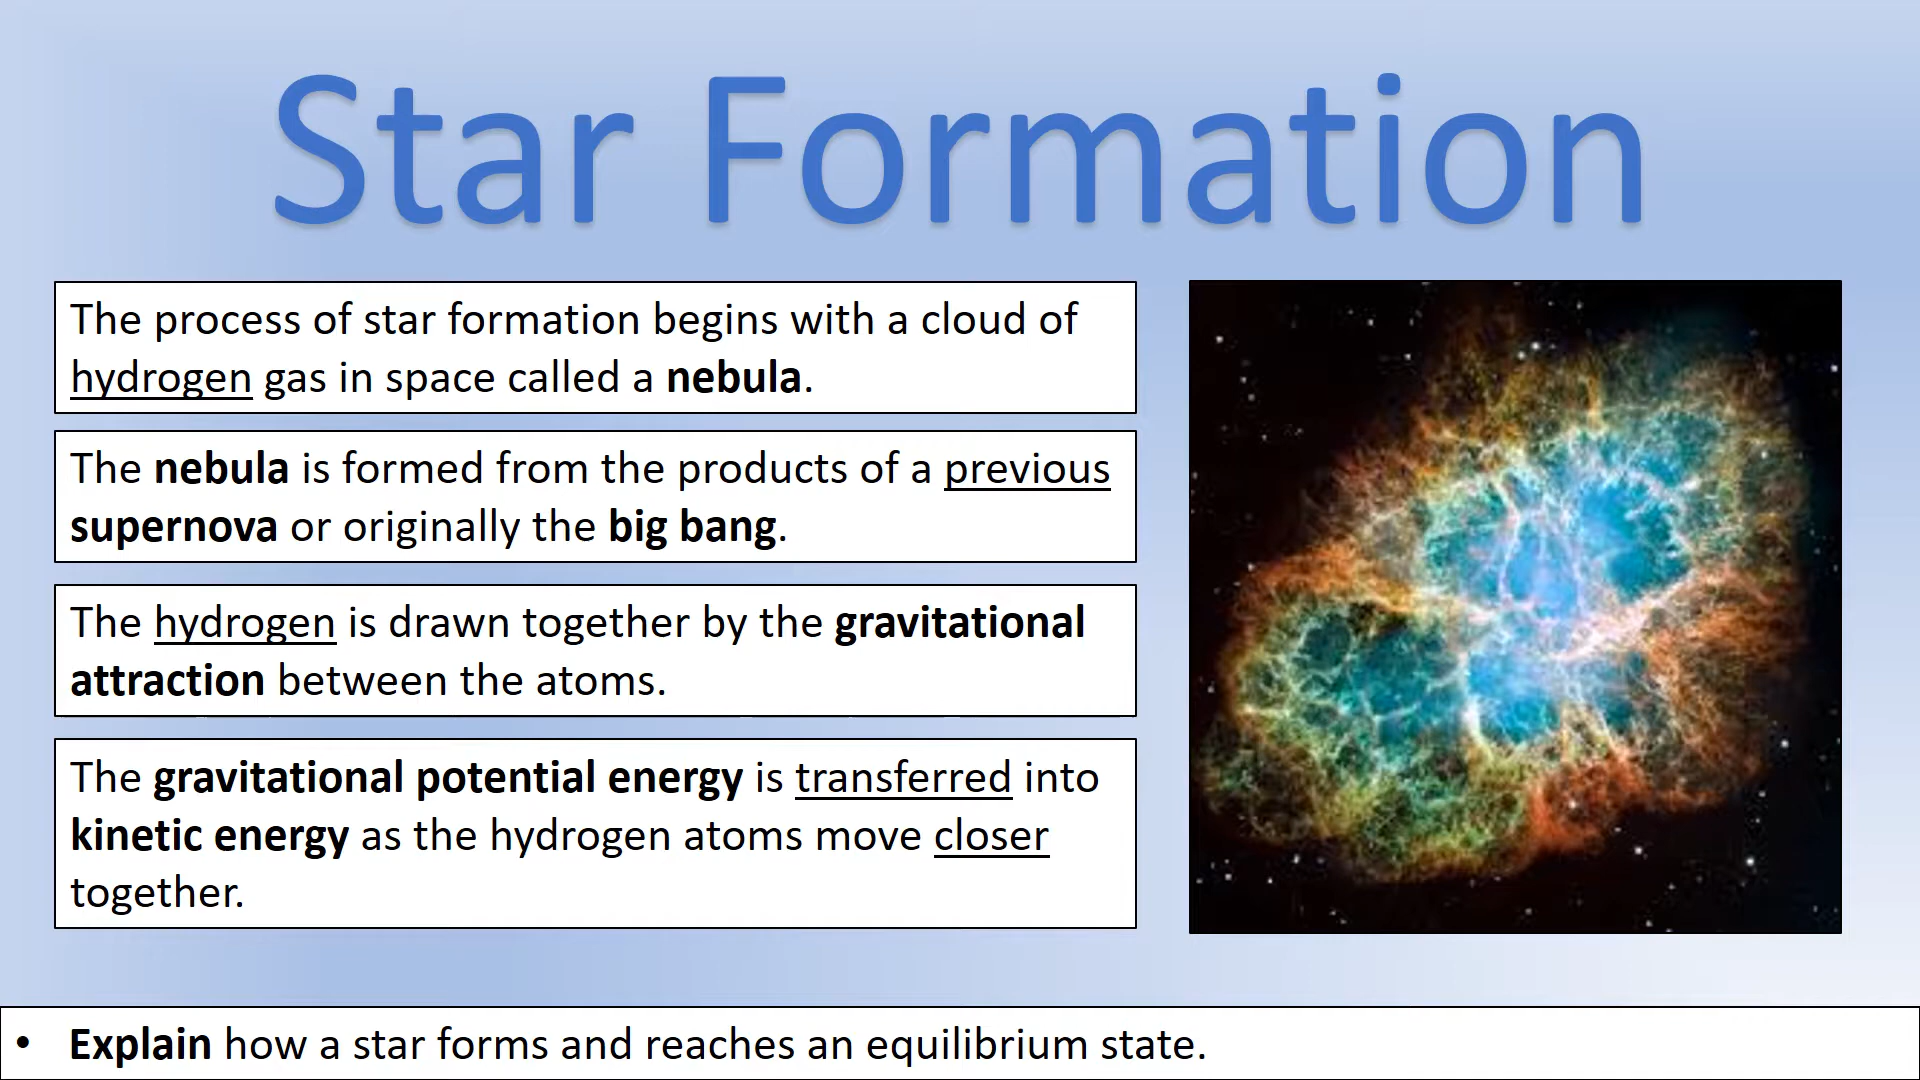 Star Formation
The process of star formation begins with a cloud of
hydrogen gas in space called a nebula.
The nebula is formed from the products of a previous
supernova or originally the big bang.
The hydrogen is drawn together by the gravitational
attraction between the atoms.
The gravitational potential energy is transferred into
kinetic energy as the hydrogen atoms move closer
together.
• Explain how a star forms and reaches an equilibrium state.